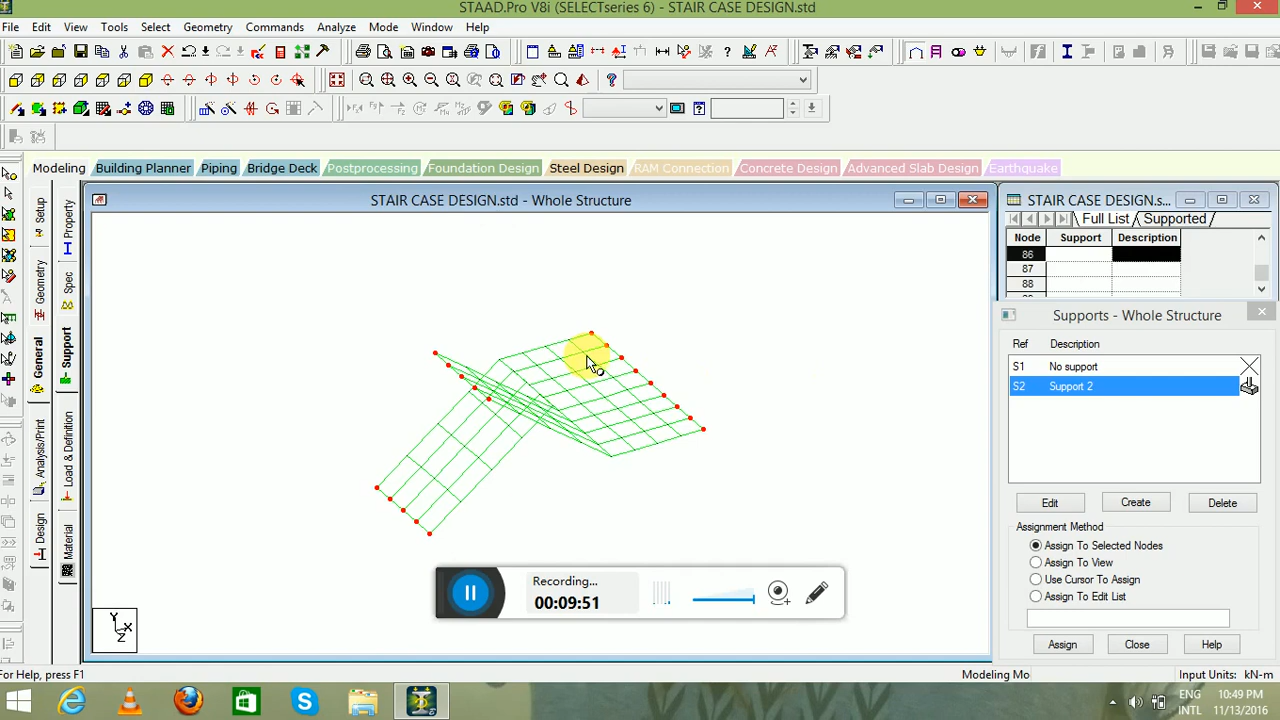 STAAD.Pro V8i (SELECTseries 6) - STAIR CASE DESIGN.std
File Edit View Tools Select Geometry Commands Analyze Mode Window Help
Modeling Building Planner Piping Bridge Deck Postprocessing Foundation Design Steel Design RAM Connection Concrete Design Advanced Slab Design Earthquake
STAIR CASE DESIGN.std - Whole Structure
STAIR CASE DESIGN.s...
Full List Supported
Node Support Description
86
87
88
Setup
Geometry
General
Analysis/Print
Design
Property
Spec
Support
Load & Definition
Material
Supports - Whole Structure
Ref Description
S1 No support
S2 Support 2
Edit Create Delete
Assignment Method
Assign To Selected Nodes
Assign To View
Use Cursor To Assign
Assign To Edit List
Assign Close Help
Recording...
00:09:51
Y
X
Z
For Help, press F1
Modeling Mo
Input Units: kN-m
ENG
INTL
10:49 PM
11/13/2016